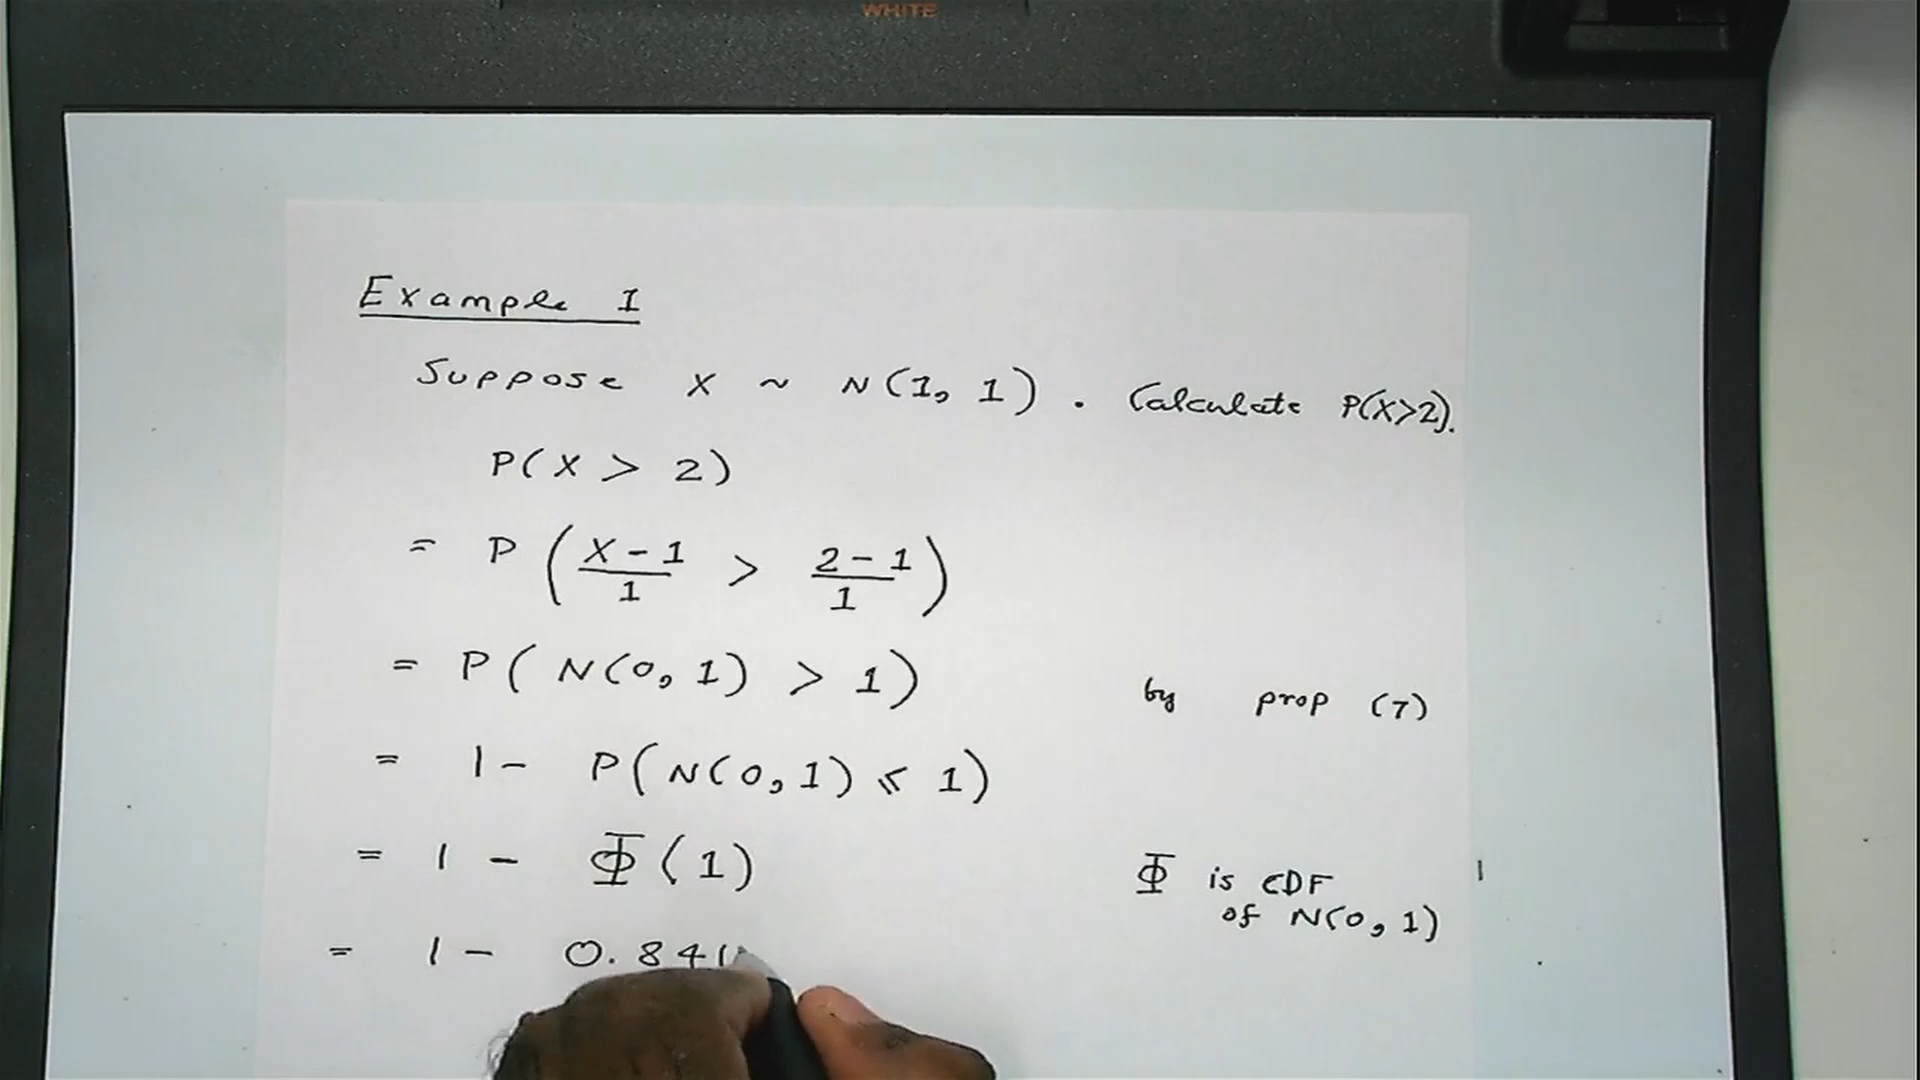 WHITE
Example 1
Suppose X ~ N(1, 1). Calculate P(X>2).
P(X > 2)
= P((X-1)/1 > (2-1)/1)
= P(N(0, 1) > 1) by prop (7)
= 1 - P(N(0, 1) ⩽ 1)
= 1 - Φ(1) Φ is CDF
of N(0, 1)
= 1 - 0.841